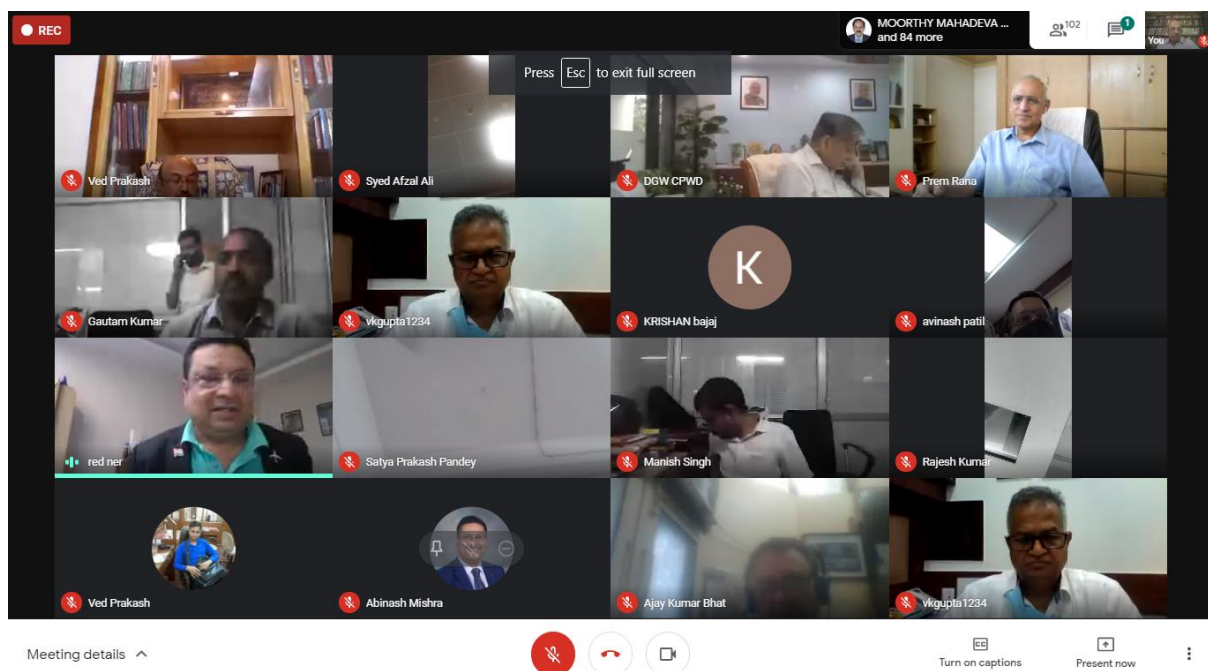 REC
MOORTHY MAHADEVA ...
and 84 more
102
1
You
Press Esc to exit full screen
Ved Prakash
Syed Afzal Ali
DGW CPWD
Prem Rana
Gautam Kumar
vkgupta1234
K
KRISHAN bajaj
avinash patil
red ner
Satya Prakash Pandey
Manish Singh
Rajesh Kumar
Ved Prakash
Abinash Mishra
Ajay Kumar Bhat
vkgupta1234
Meeting details
CC
Turn on captions
Present now